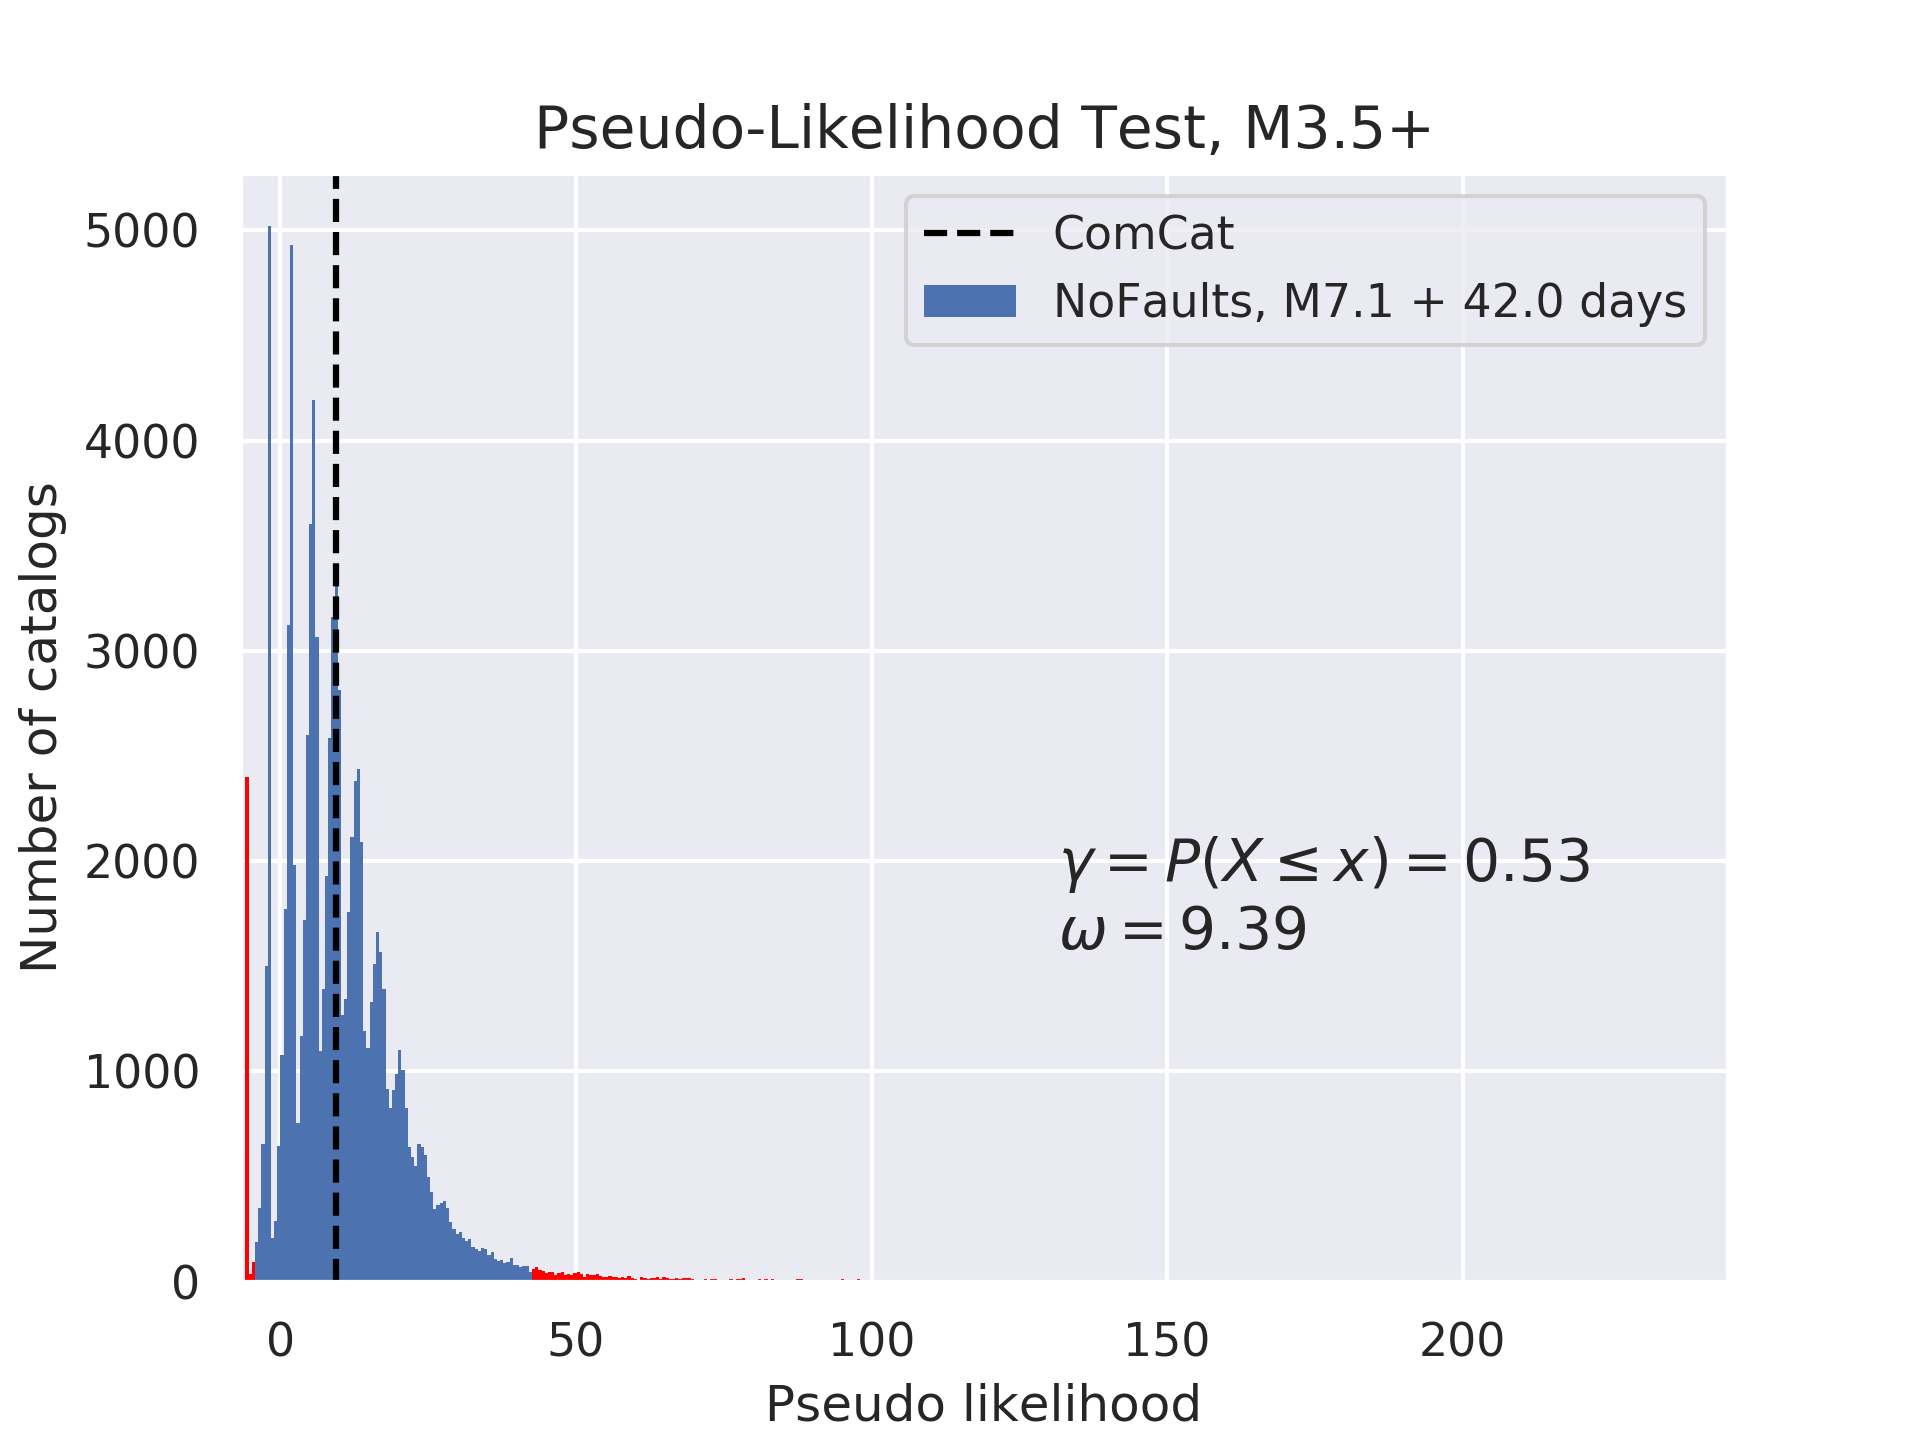 Pseudo-Likelihood Test, M3.5+
ComCat
NoFaults, M7.1 + 42.0 days
5000
4000
3000
2000
1000
0
Number of catalogs
γ = P(X ≤ x) = 0.53
ω = 9.39
0 50 100 150 200
Pseudo likelihood